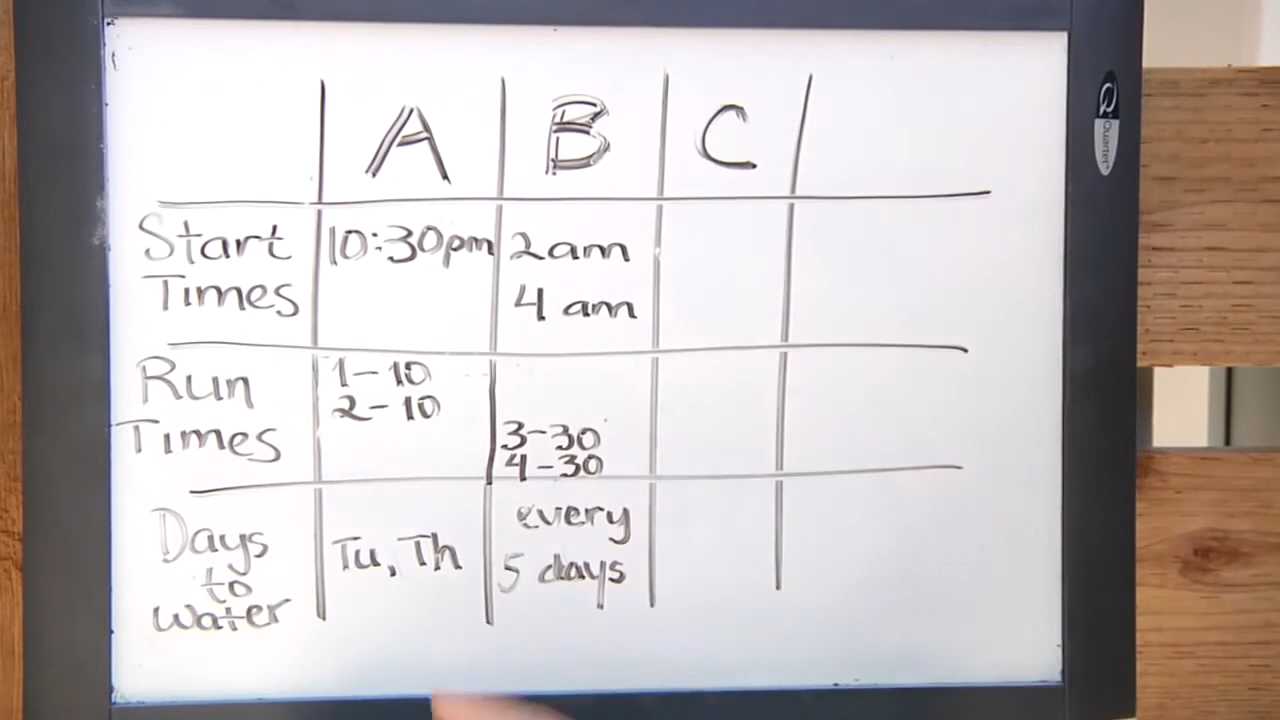 A B C
Start Times 10:30pm 2am
4 am
Run Times 1-10
2-10
3-30
4-30
Days to Water Tu, Th every
5 days
Q Quartet